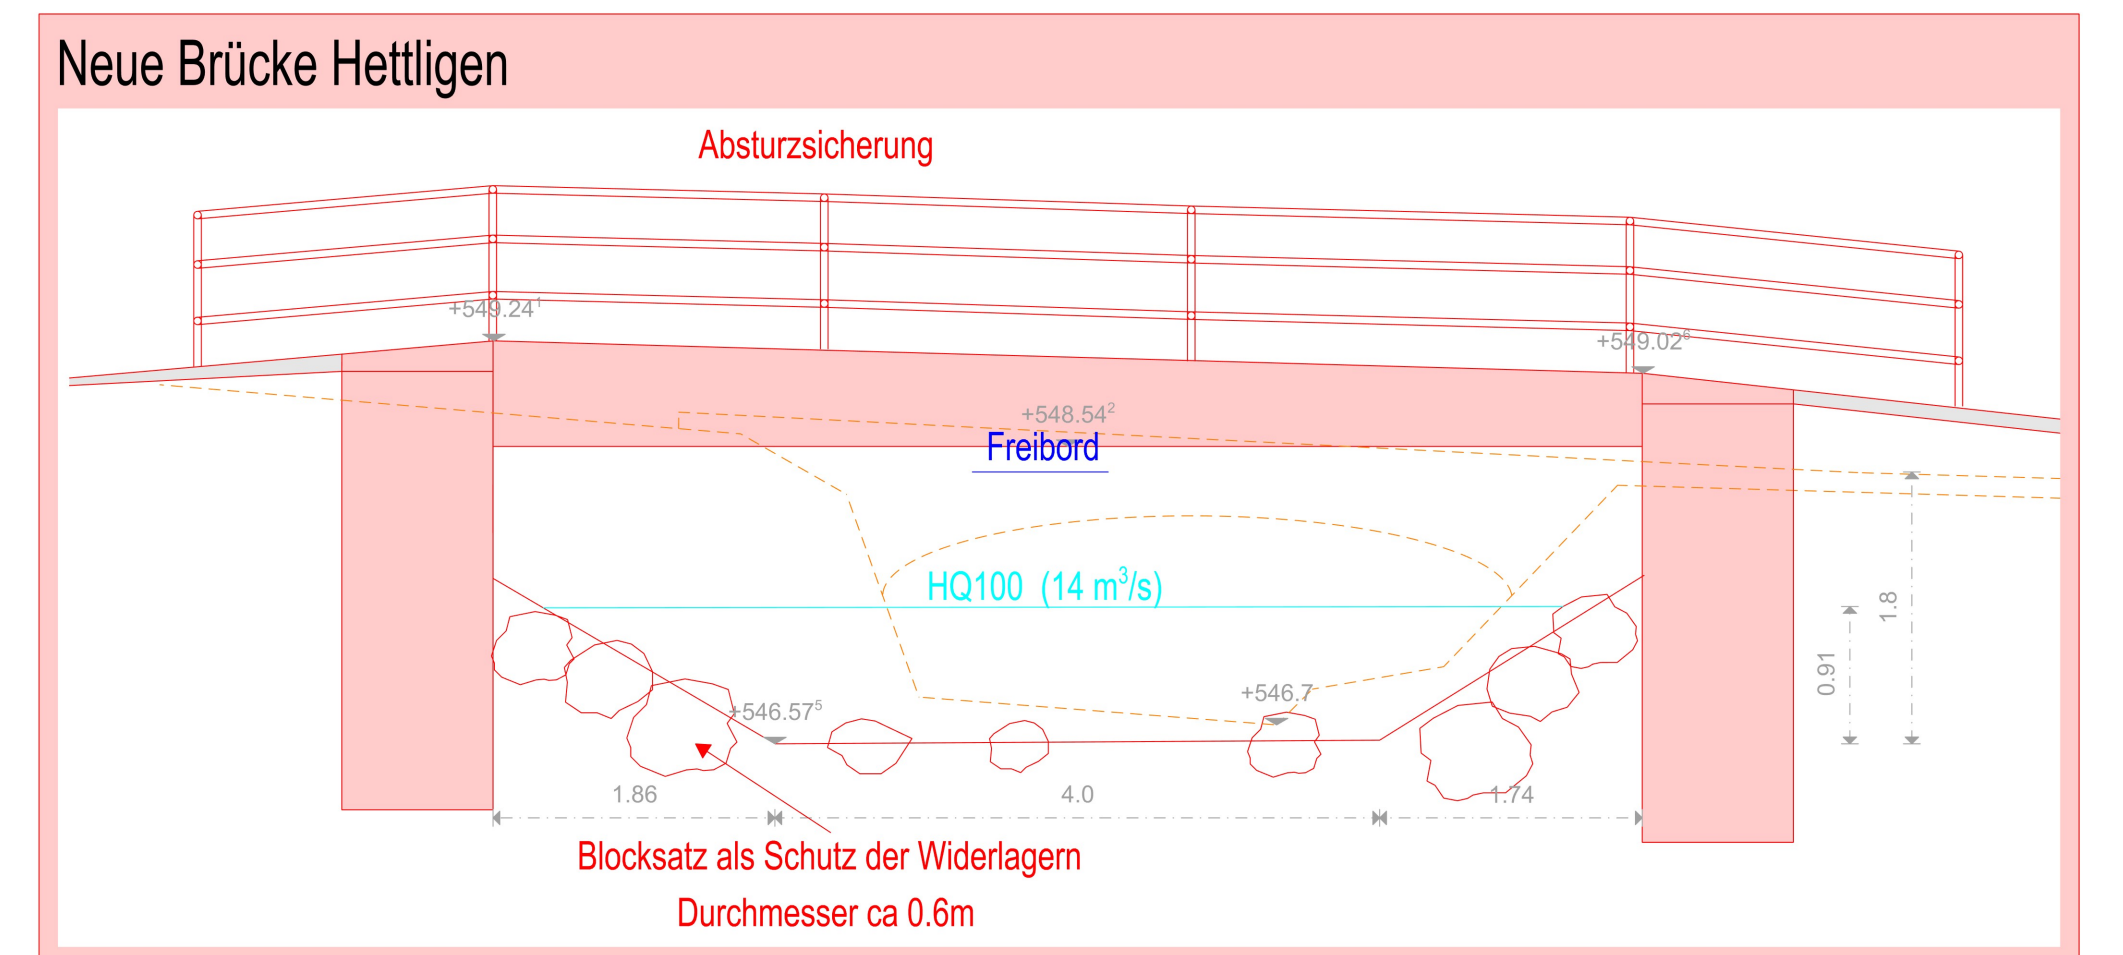 Neue Brücke Hettligen
Absturzsicherung
+549.24¹
+549.02⁶
+548.54²
Freibord
HQ100 (14 m³/s)
1.8
0.91
+546.7
+546.57⁵
1.86
4.0
1.74
Blocksatz als Schutz der Widerlagern
Durchmesser ca 0.6m